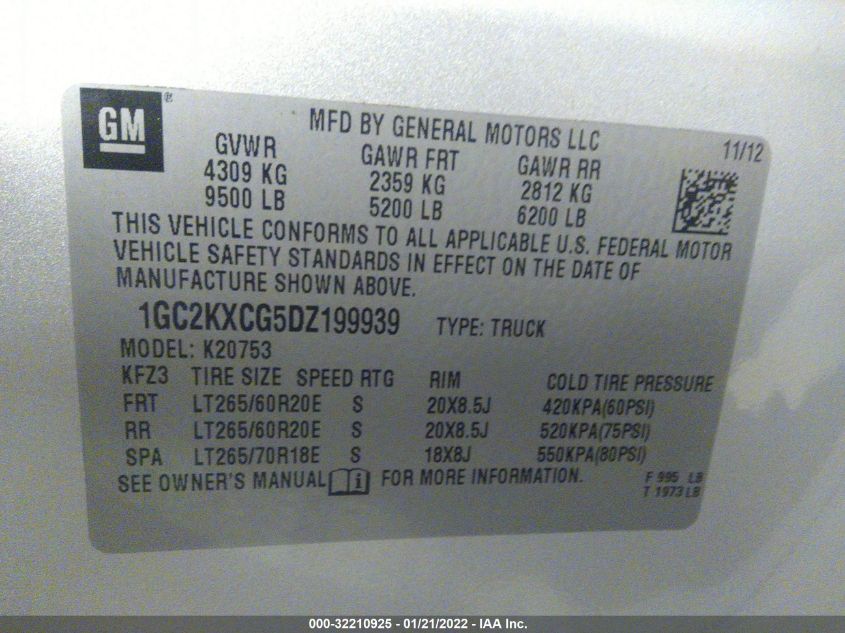 GM ®
MFD BY GENERAL MOTORS LLC
11/12
GVWR GAWR FRT GAWR RR
4309 KG 2359 KG 2812 KG
9500 LB 5200 LB 6200 LB
THIS VEHICLE CONFORMS TO ALL APPLICABLE U.S. FEDERAL MOTOR
VEHICLE SAFETY STANDARDS IN EFFECT ON THE DATE OF
MANUFACTURE SHOWN ABOVE.
1GC2KXCG5DZ199939 TYPE: TRUCK
MODEL: K20753
KFZ3 TIRE SIZE SPEED RTG RIM COLD TIRE PRESSURE
FRT LT265/60R20E S 20X8.5J 420KPA(60PSI)
RR LT265/60R20E S 20X8.5J 520KPA(75PSI)
SPA LT265/70R18E S 18X8J 550KPA(80PSI)
SEE OWNER'S MANUAL i FOR MORE INFORMATION.
F 995 LB
T 1973 LB
000-32210925 - 01/21/2022 - IAA Inc.